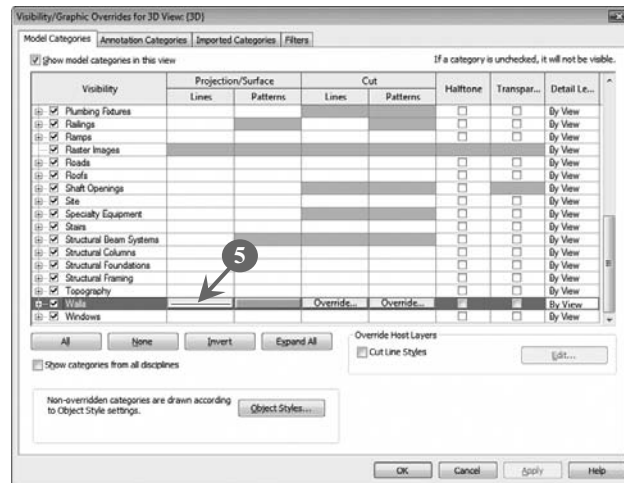 Visibility/Graphic Overrides for 3D View: {3D}
Model Categories Annotation Categories Imported Categories Filters
Show model categories in this view If a category is unchecked, it will not be visible.
Visibility Projection/Surface Cut Halftone Transpar... Detail Le...
Lines Patterns Lines Patterns
Plumbing Fixtures By View
Railings By View
Ramps By View
Raster Images By View
Roads By View
Roofs By View
Shaft Openings By View
Site By View
Specialty Equipment By View
Stairs By View
Structural Beam Systems By View
Structural Columns By View
Structural Foundations By View
Structural Framing By View
Topography By View
Walls Override... Override... By View
Windows By View
5
All None Invert Expand All
Override Host Layers
Cut Line Styles Edit...
Show categories from all disciplines
Non-overridden categories are drawn according
to Object Style settings.
Object Styles...
OK Cancel Apply Help